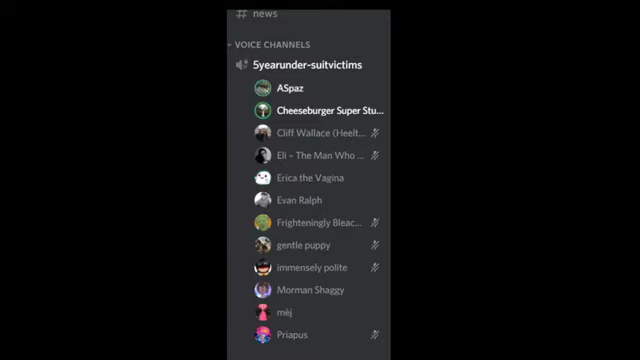 # news
VOICE CHANNELS
5yearunder-suitvictims
ASpaz
Cheeseburger Super Stu...
Cliff Wallace (Heelt...
Eli – The Man Who ...
Erica the Vagina
Evan Ralph
Frighteningly Bleac...
gentle puppy
immensely polite
Morman Shaggy
mèj
Priapus